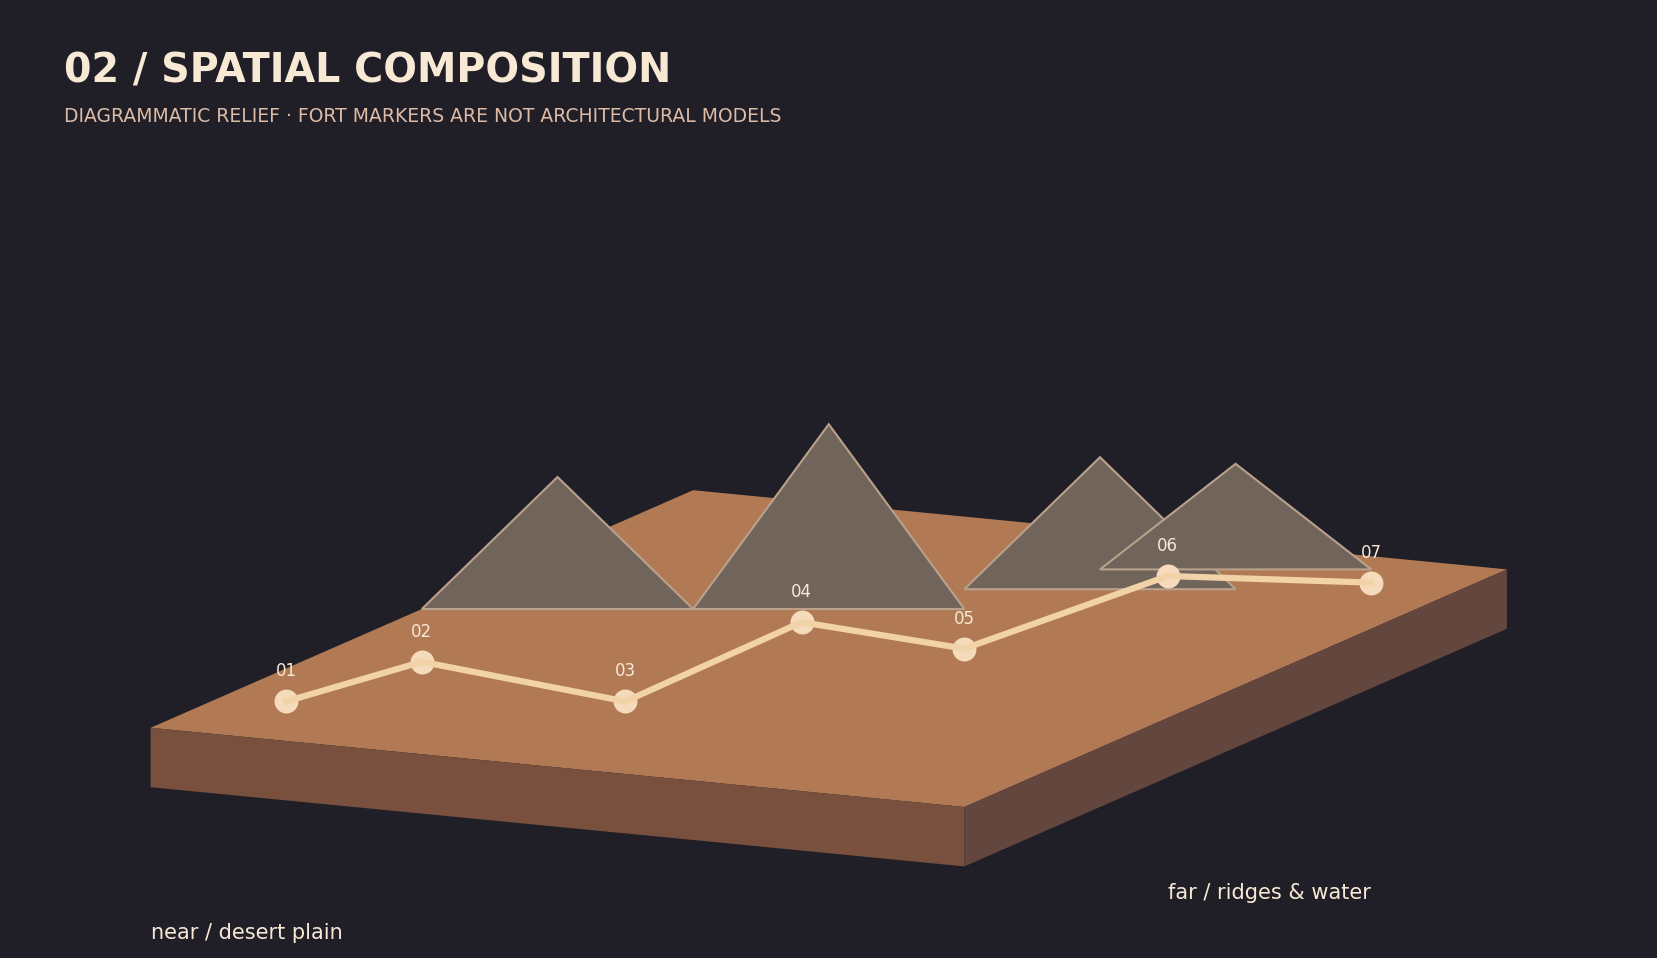 02 / SPATIAL COMPOSITION
DIAGRAMMATIC RELIEF · FORT MARKERS ARE NOT ARCHITECTURAL MODELS
01
02
03
04
05
06
07
far / ridges & water
near / desert plain